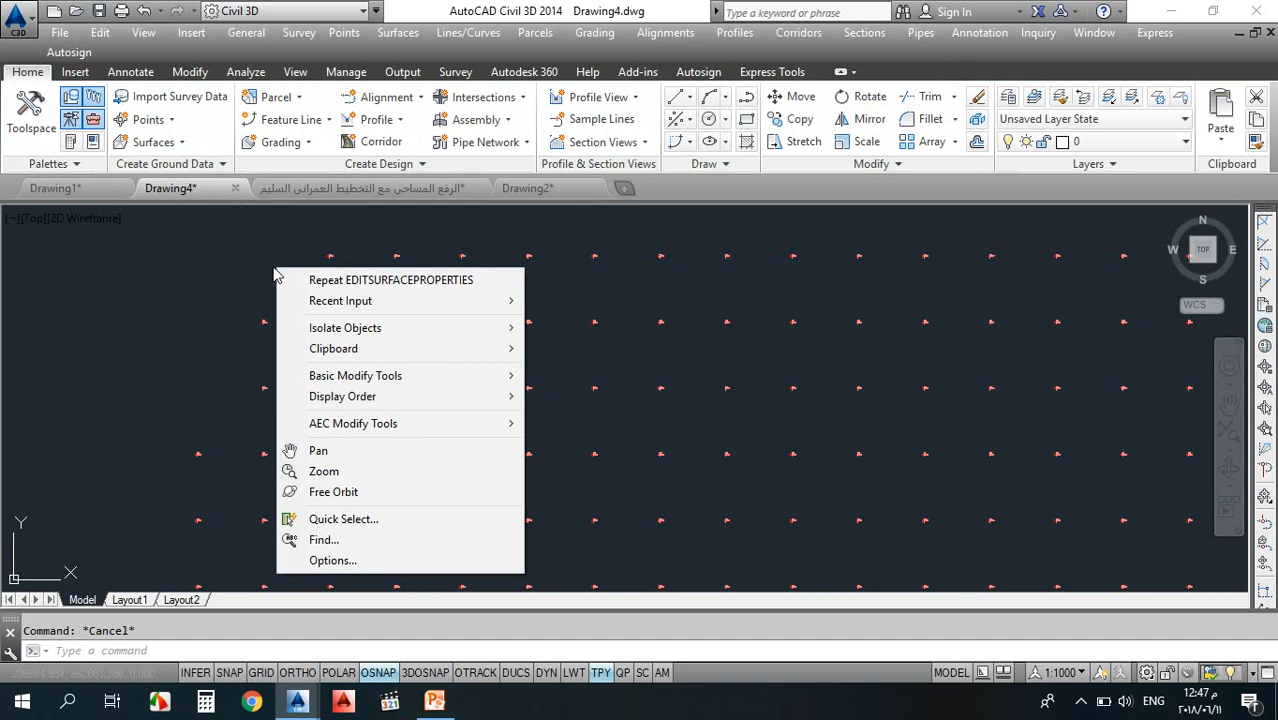 Civil 3D
AutoCAD Civil 3D 2014 Drawing4.dwg
Type a keyword or phrase
Sign In
C3D
File Edit View Insert General Survey Points Surfaces Lines/Curves Parcels Grading Alignments Profiles Corridors Sections Pipes Annotation Inquiry Window Express
Autosign
Home Insert Annotate Modify Analyze View Manage Output Survey Autodesk 360 Help Add-ins Autosign Express Tools
Import Survey Data Parcel Alignment Intersections Profile View Move Rotate Trim
Toolspace Points Feature Line Profile Assembly Sample Lines Copy Mirror Fillet Unsaved Layer State Paste
Surfaces Grading Corridor Pipe Network Section Views Stretch Scale Array 0
Palettes Create Ground Data Create Design Profile & Section Views Draw Modify Layers Clipboard
Drawing1* Drawing4* الرفع المساحى مع التخطيط العمرانى السليم* Drawing2*
[−][Top][2D Wireframe]
N
W TOP E
S
WCS
Repeat EDITSURFACEPROPERTIES
Recent Input
Isolate Objects
Clipboard
Basic Modify Tools
Display Order
AEC Modify Tools
Pan
Zoom
Free Orbit
Quick Select...
Find...
Options...
Y
X
Model Layout1 Layout2
Command: *Cancel*
Type a command
INFER SNAP GRID ORTHO POLAR OSNAP 3DOSNAP OTRACK DUCS DYN LWT TPY QP SC AM MODEL 1:1000
321
ENG
12:47 م
٢٠١٨/٠٦/١١